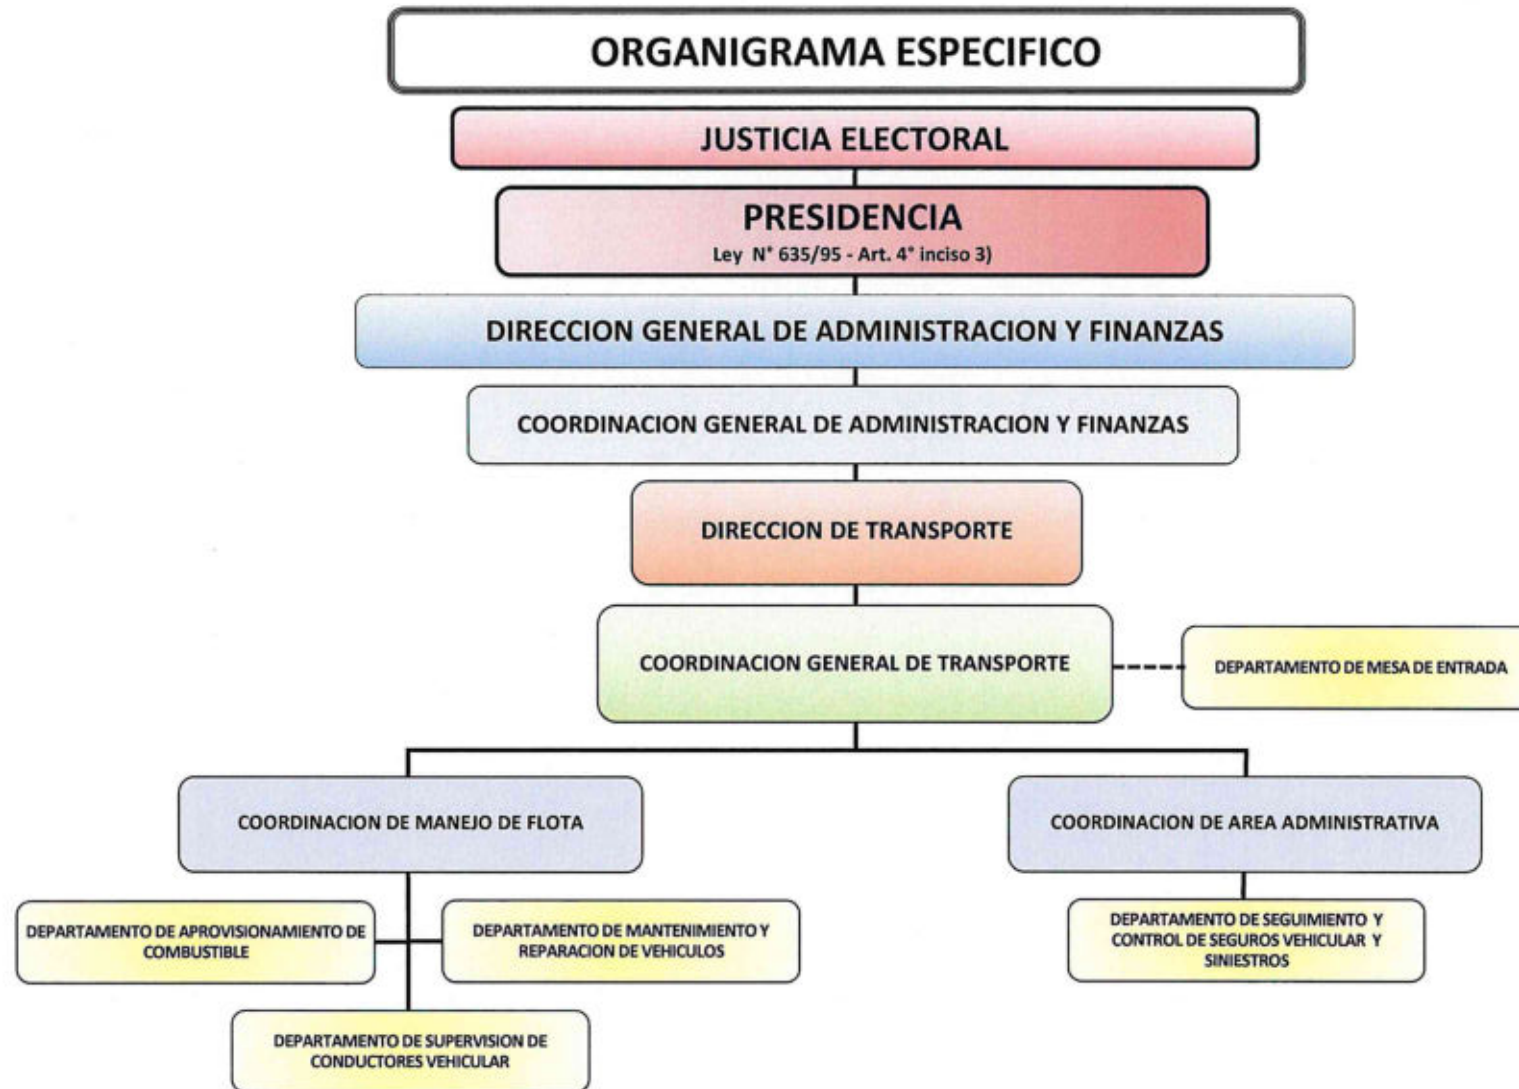 ORGANIGRAMA ESPECIFICO
JUSTICIA ELECTORAL
PRESIDENCIA
Ley N° 635/95 - Art. 4° inciso 3)
DIRECCION GENERAL DE ADMINISTRACION Y FINANZAS
COORDINACION GENERAL DE ADMINISTRACION Y FINANZAS
DIRECCION DE TRANSPORTE
COORDINACION GENERAL DE TRANSPORTE
DEPARTAMENTO DE MESA DE ENTRADA
COORDINACION DE MANEJO DE FLOTA
COORDINACION DE AREA ADMINISTRATIVA
DEPARTAMENTO DE APROVISIONAMIENTO DE
COMBUSTIBLE
DEPARTAMENTO DE MANTENIMIENTO Y
REPARACION DE VEHICULOS
DEPARTAMENTO DE SEGUIMIENTO Y
CONTROL DE SEGUROS VEHICULAR Y
SINIESTROS
DEPARTAMENTO DE SUPERVISION DE
CONDUCTORES VEHICULAR